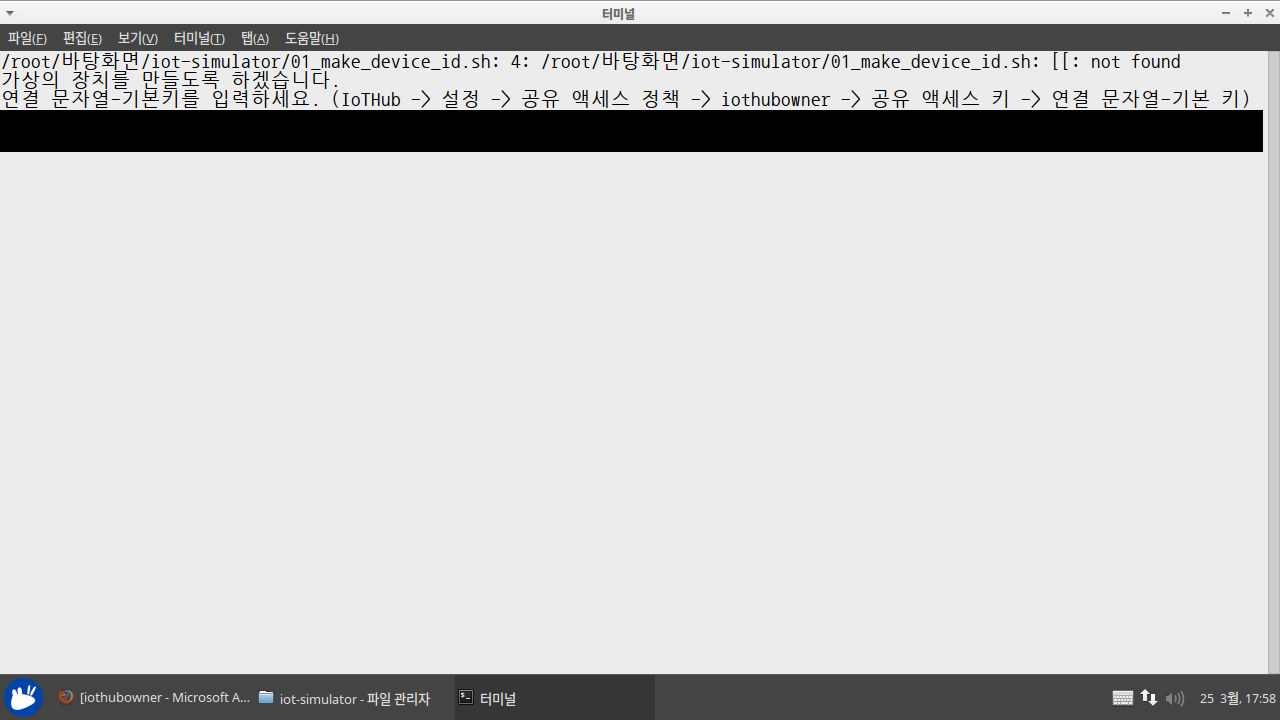 터미널
파일(F) 편집(E) 보기(V) 터미널(T) 탭(A) 도움말(H)
/root/바탕화면/iot-simulator/01_make_device_id.sh: 4: /root/바탕화면/iot-simulator/01_make_device_id.sh: [[: not found
가상의 장치를 만들도록 하겠습니다.
연결 문자열-기본키를 입력하세요. (IoTHub -> 설정 -> 공유 액세스 정책 -> iothubowner -> 공유 액세스 키 -> 연결 문자열-기본 키)
[iothubowner - Microsoft A... iot-simulator - 파일 관리자 터미널 25 3월, 17:58